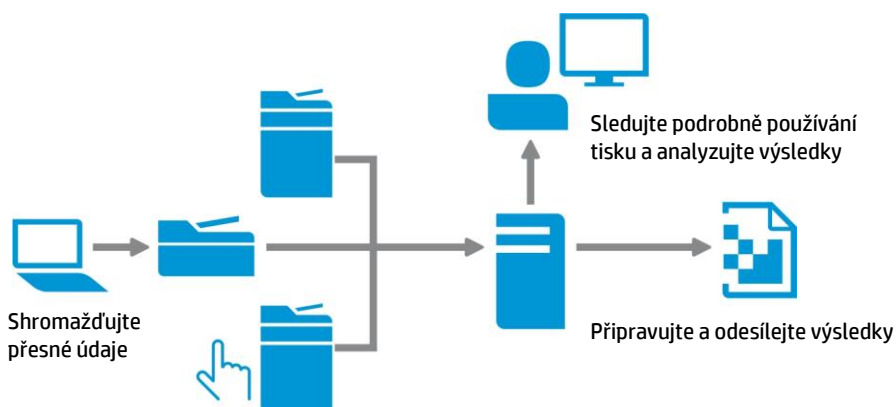 Sledujte podrobně používání
tisku a analyzujte výsledky
Shromažďujte
přesné údaje
Připravujte a odesílejte výsledky